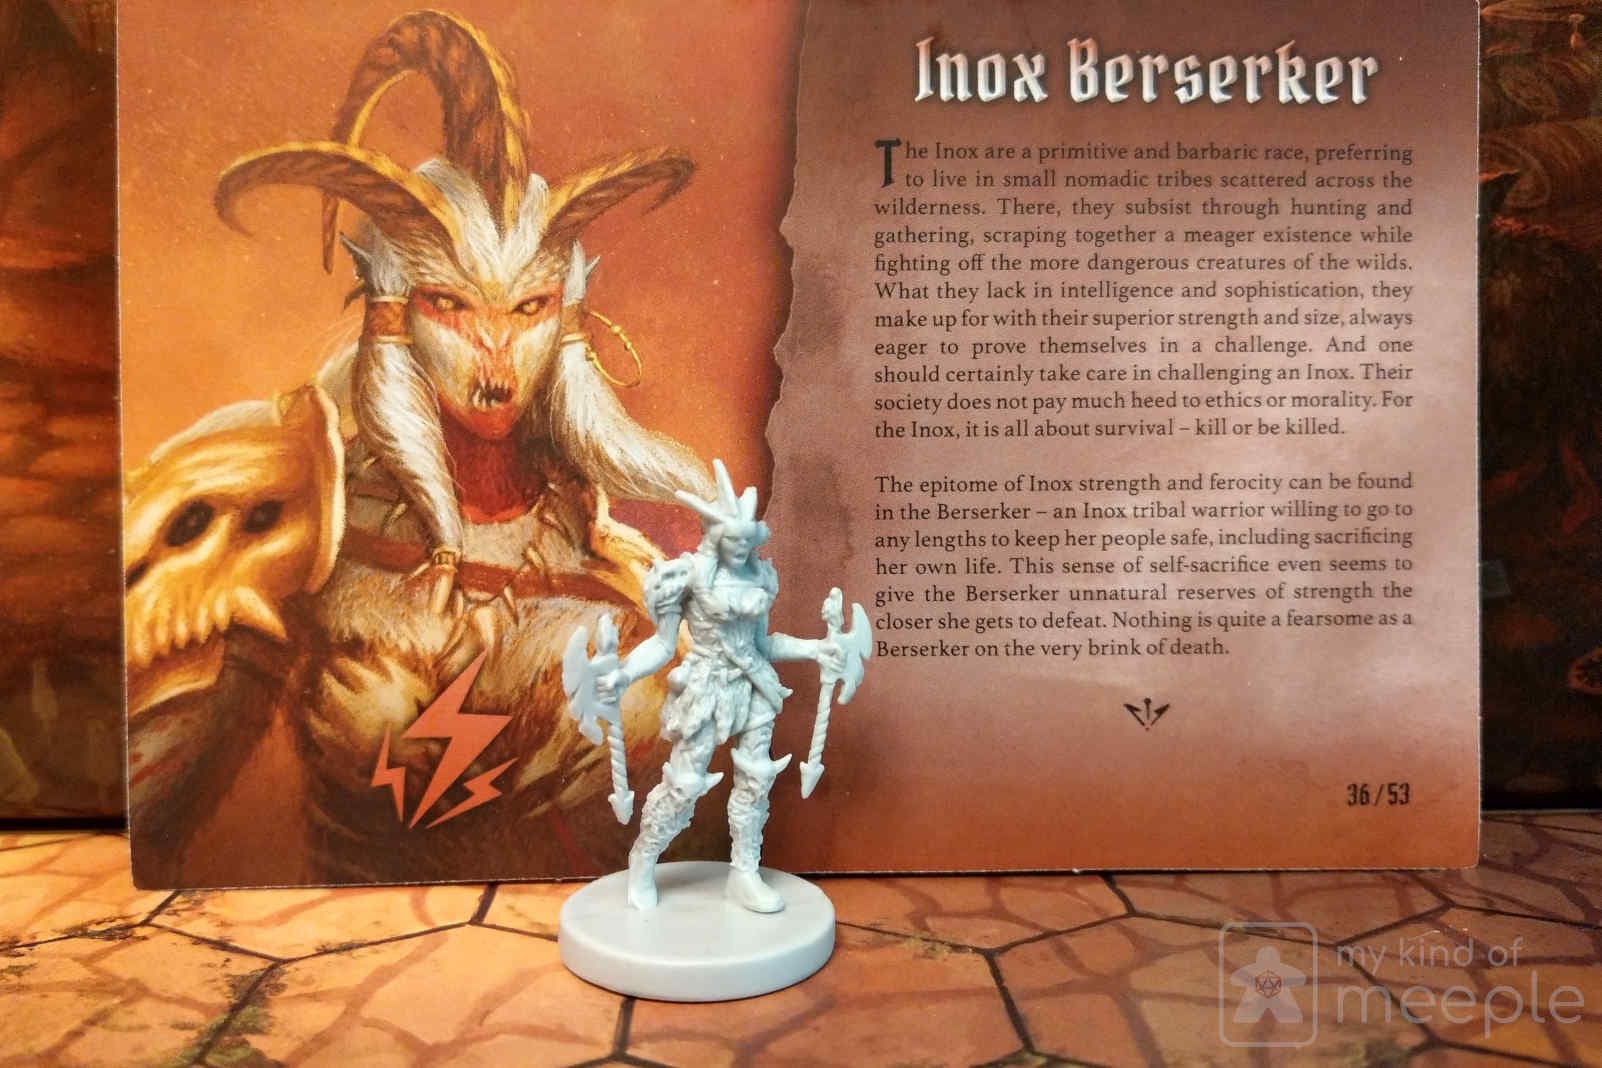 Inox Berserker
The Inox are a primitive and barbaric race, preferring
to live in small nomadic tribes scattered across the
wilderness. There, they subsist through hunting and
gathering, scraping together a meager existence while
fighting off the more dangerous creatures of the wilds.
What they lack in intelligence and sophistication, they
make up for with their superior strength and size, always
eager to prove themselves in a challenge. And one
should certainly take care in challenging an Inox. Their
society does not pay much heed to ethics or morality. For
the Inox, it is all about survival – kill or be killed.
The epitome of Inox strength and ferocity can be found
in the Berserker – an Inox tribal warrior willing to go to
any lengths to keep her people safe, including sacrificing
her own life. This sense of self-sacrifice even seems to
give the Berserker unnatural reserves of strength the
closer she gets to defeat. Nothing is quite a fearsome as a
Berserker on the very brink of death.
36/53
my kind of
meeple